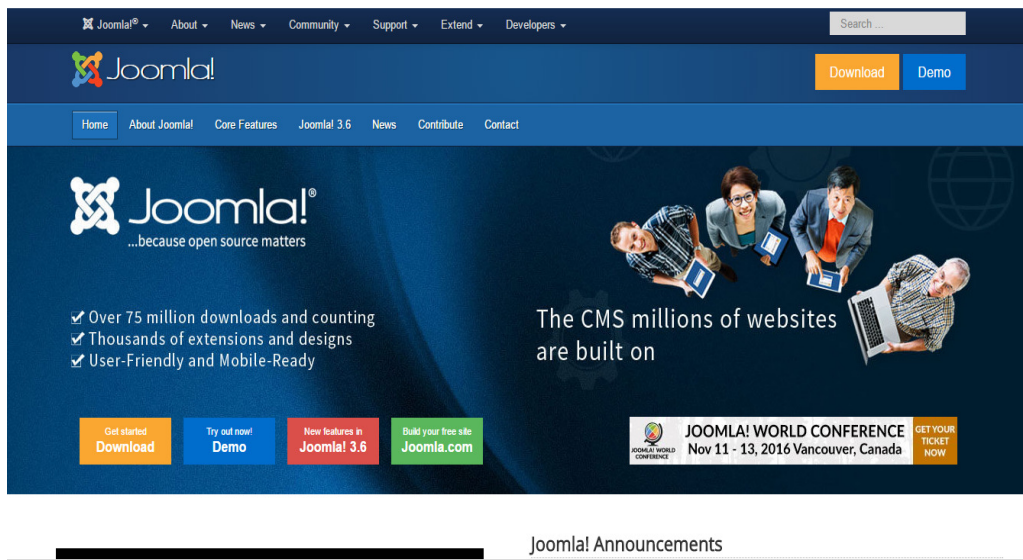 Joomla!® About News Community Support Extend Developers Search ...
Joomla!
Download Demo
Home About Joomla! Core Features Joomla! 3.6 News Contribute Contact
Joomla!®
...because open source matters
Over 75 million downloads and counting
Thousands of extensions and designs
User-Friendly and Mobile-Ready
The CMS millions of websites
are built on
Get started
Download
Try out now!
Demo
New features in
Joomla! 3.6
Build your free site
Joomla.com
JOOMLA! WORLD
CONFERENCE
JOOMLA! WORLD CONFERENCE
Nov 11 - 13, 2016 Vancouver, Canada
GET YOUR
TICKET
NOW
Joomla! Announcements